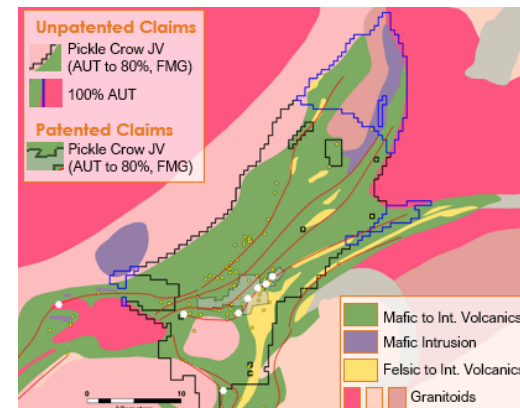 Unpatented Claims
Pickle Crow JV
(AUT to 80%, FMG)
100% AUT
Patented Claims
Pickle Crow JV
(AUT to 80%, FMG)
Mafic to Int. Volcanics
Mafic Intrusion
Felsic to Int. Volcanics
Granitoids
0 10
kilometers